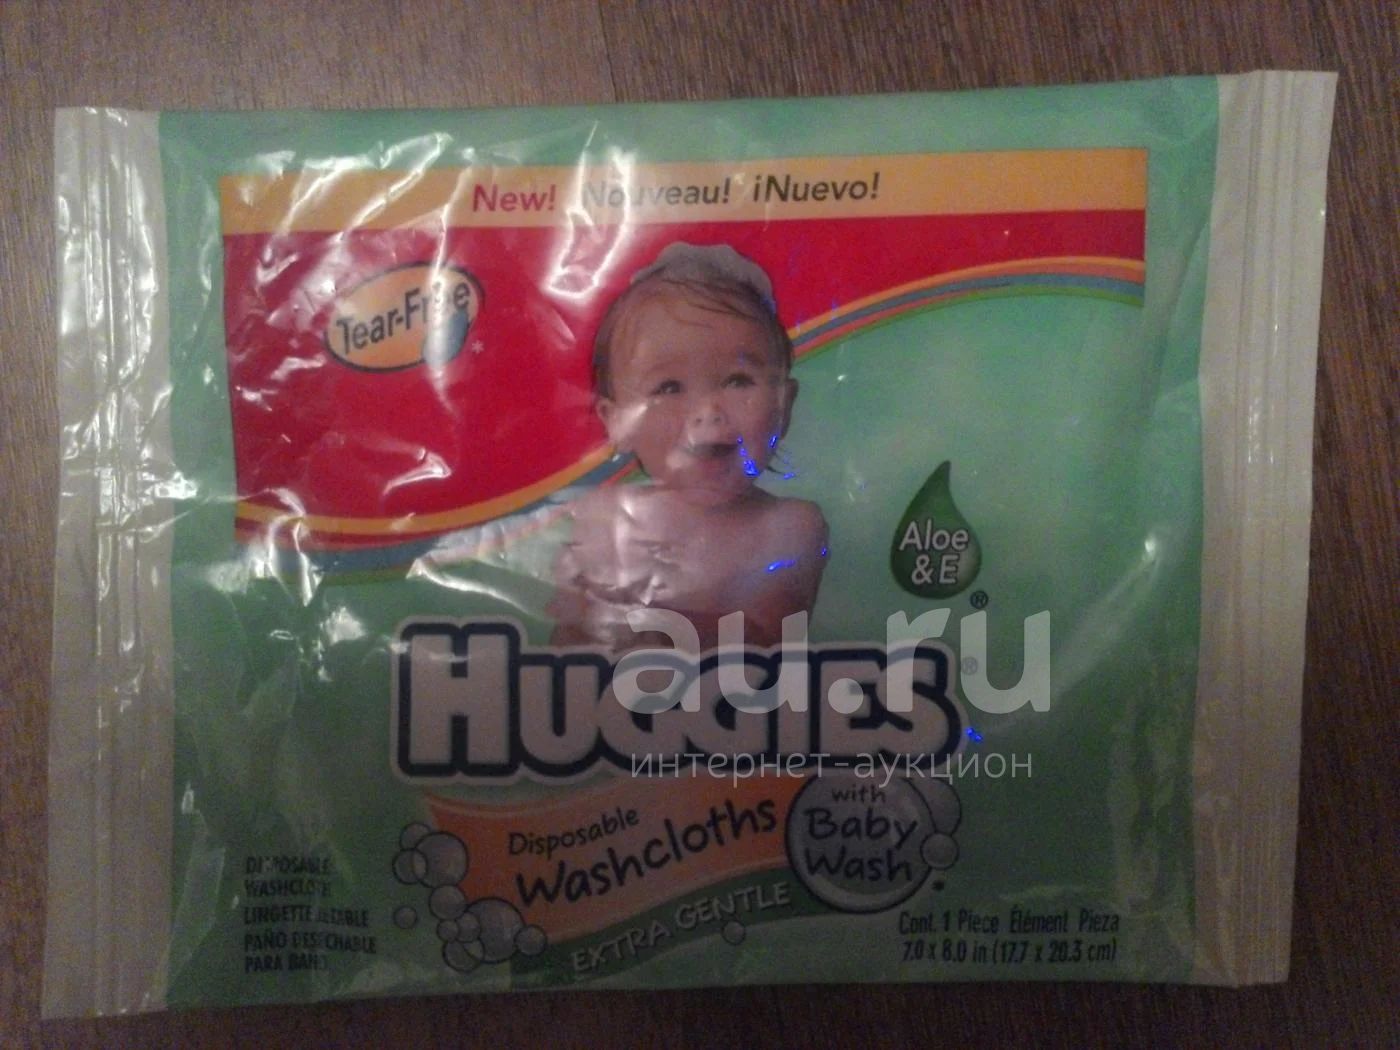 New! Nouveau! ¡Nuevo!
Tear-Free
*
Aloe
& E
®
HUGGIES ®
au.ru
интернет-аукцион
Disposable
Washcloths
with
Baby
Wash
EXTRA GENTLE
DISPOSABLE
WASHCLOTH
LINGETTE JETABLE
PAÑO DESECHABLE
PARA BAÑO
Cont. 1 Piece Élément Pieza
7.0 x 8.0 in (17.7 x 20.3 cm)